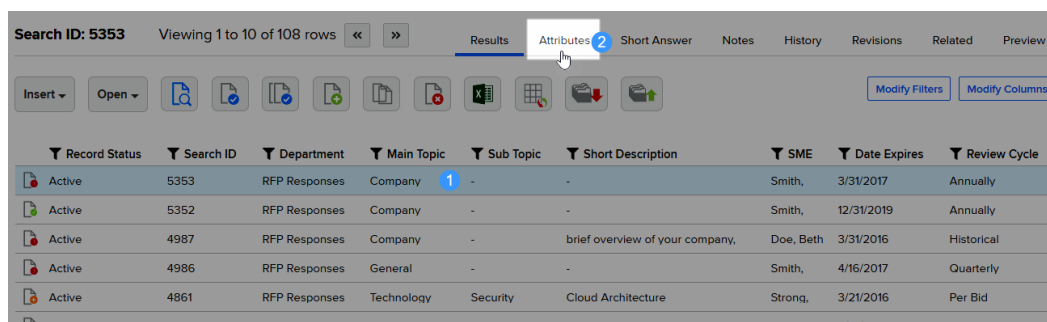 Search ID: 5353 Viewing 1 to 10 of 108 rows « » Results Attributes 2 Short Answer Notes History Revisions Related Preview
Insert Open Modify Filters Modify Columns
Record Status Search ID Department Main Topic Sub Topic Short Description SME Date Expires Review Cycle
Active 5353 RFP Responses Company 1 - - Smith, 3/31/2017 Annually
Active 5352 RFP Responses Company - - Smith, 12/31/2019 Annually
Active 4987 RFP Responses Company - brief overview of your company, Doe, Beth 3/31/2016 Historical
Active 4986 RFP Responses General - - Smith, 4/16/2017 Quarterly
Active 4861 RFP Responses Technology Security Cloud Architecture Strong, 3/21/2016 Per Bid